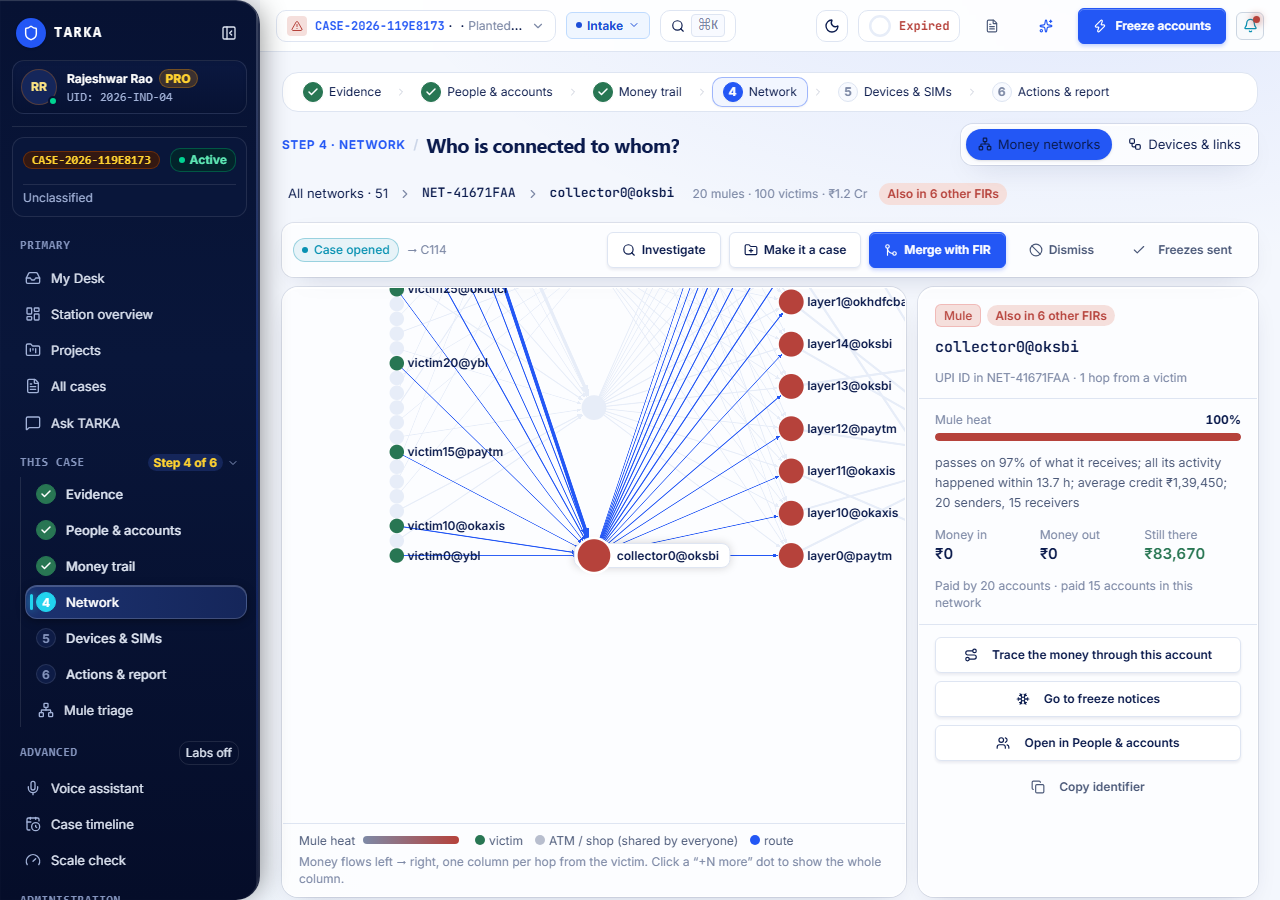 TARKA
RR
Rajeshwar Rao PRO
UID: 2026-IND-04
CASE-2026-119E8173
Active
Unclassified
PRIMARY
My Desk
Station overview
Projects
All cases
Ask TARKA
THIS CASE
Step 4 of 6
Evidence
People & accounts
Money trail
4 Network
5 Devices & SIMs
6 Actions & report
Mule triage
ADVANCED
Labs off
Voice assistant
Case timeline
Scale check
ADMINISTRATION
CASE-2026-119E8173 · · Planted...
Intake
⌘K
Expired
Freeze accounts
Evidence
People & accounts
Money trail
4 Network
5 Devices & SIMs
6 Actions & report
STEP 4 · NETWORK / Who is connected to whom?
Money networks
Devices & links
All networks · 51 > NET-41671FAA > collector0@oksbi 20 mules · 100 victims · ₹1.2 Cr Also in 6 other FIRs
Case opened → C114
Investigate
Make it a case
Merge with FIR
Dismiss
Freezes sent
victim25@okicici
victim20@ybl
victim15@paytm
victim10@okaxis
victim0@ybl
collector0@oksbi
layer1@okhdfcba
layer14@oksbi
layer13@oksbi
layer12@paytm
layer11@okaxis
layer10@okaxis
layer0@paytm
Mule heat
victim
ATM / shop (shared by everyone)
route
Money flows left → right, one column per hop from the victim. Click a “+N more” dot to show the whole
column.
Mule Also in 6 other FIRs
collector0@oksbi
UPI ID in NET-41671FAA · 1 hop from a victim
Mule heat 100%
passes on 97% of what it receives; all its activity
happened within 13.7 h; average credit ₹1,39,450;
20 senders, 15 receivers
Money in Money out Still there
₹0 ₹0 ₹83,670
Paid by 20 accounts · paid 15 accounts in this
network
Trace the money through this account
Go to freeze notices
Open in People & accounts
Copy identifier